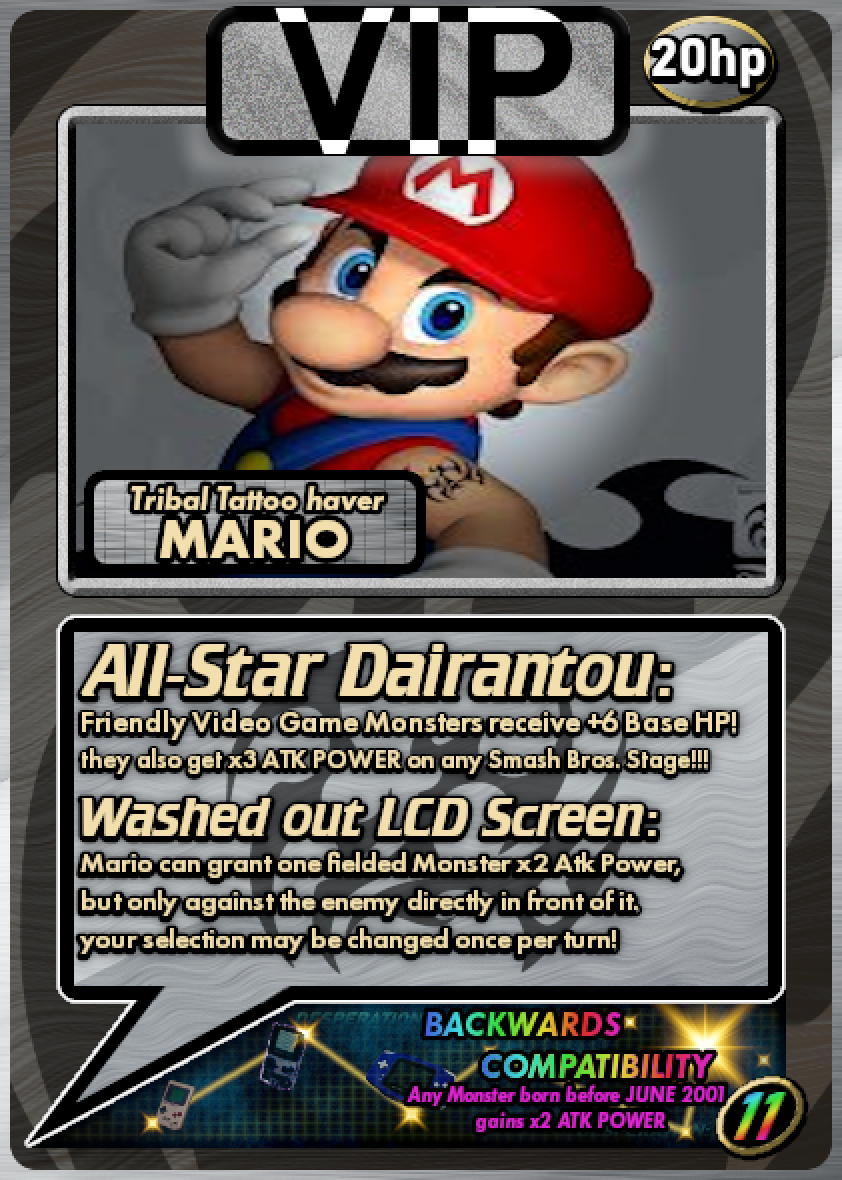 VIP
20hp
M
Tribal Tattoo haver
MARIO
All-Star Dairantou:
Friendly Video Game Monsters receive +6 Base HP!
they also get x3 ATK POWER on any Smash Bros. Stage!!!
Washed out LCD Screen:
Mario can grant one fielded Monster x2 Atk Power,
but only against the enemy directly in front of it.
your selection may be changed once per turn!
DESPERATION
BACKWARDS
COMPATIBILITY
Any Monster born before JUNE 2001
gains x2 ATK POWER
11